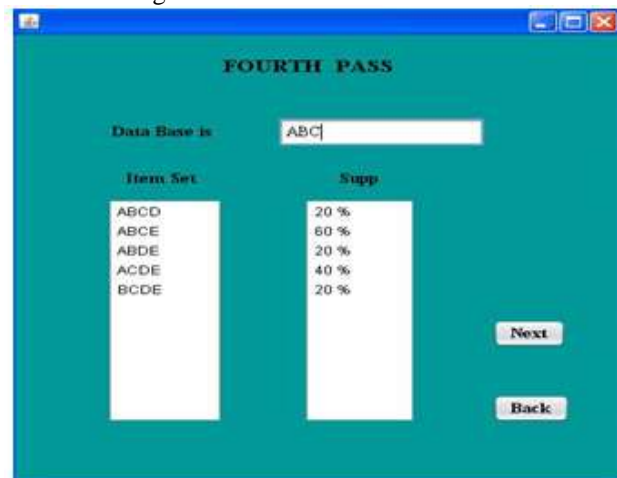 FOURTH PASS
Data Base is ABC
Item Set Supp
ABCD 20 %
ABCE 60 %
ABDE 20 %
ACDE 40 %
BCDE 20 %
Next
Back